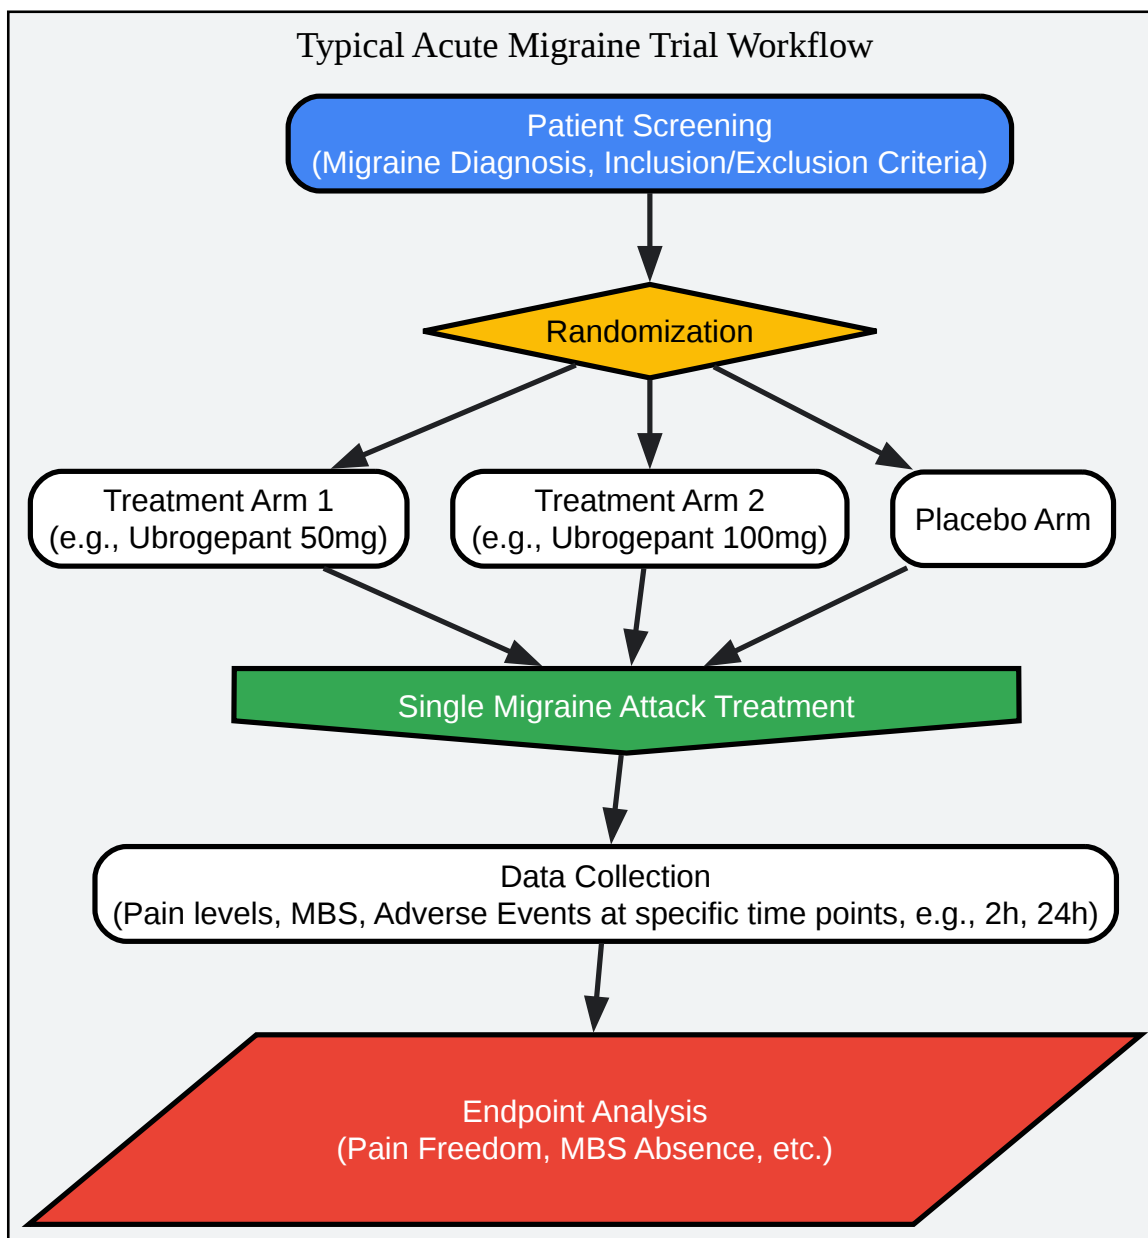 Typical Acute Migraine Trial Workflow
Patient Screening
(Migraine Diagnosis, Inclusion/Exclusion Criteria)
Randomization
Treatment Arm 1
(e.g., Ubrogepant 50mg)
Treatment Arm 2
(e.g., Ubrogepant 100mg)
Placebo Arm
Single Migraine Attack Treatment
Data Collection
(Pain levels, MBS, Adverse Events at specific time points, e.g., 2h, 24h)
Endpoint Analysis
(Pain Freedom, MBS Absence, etc.)